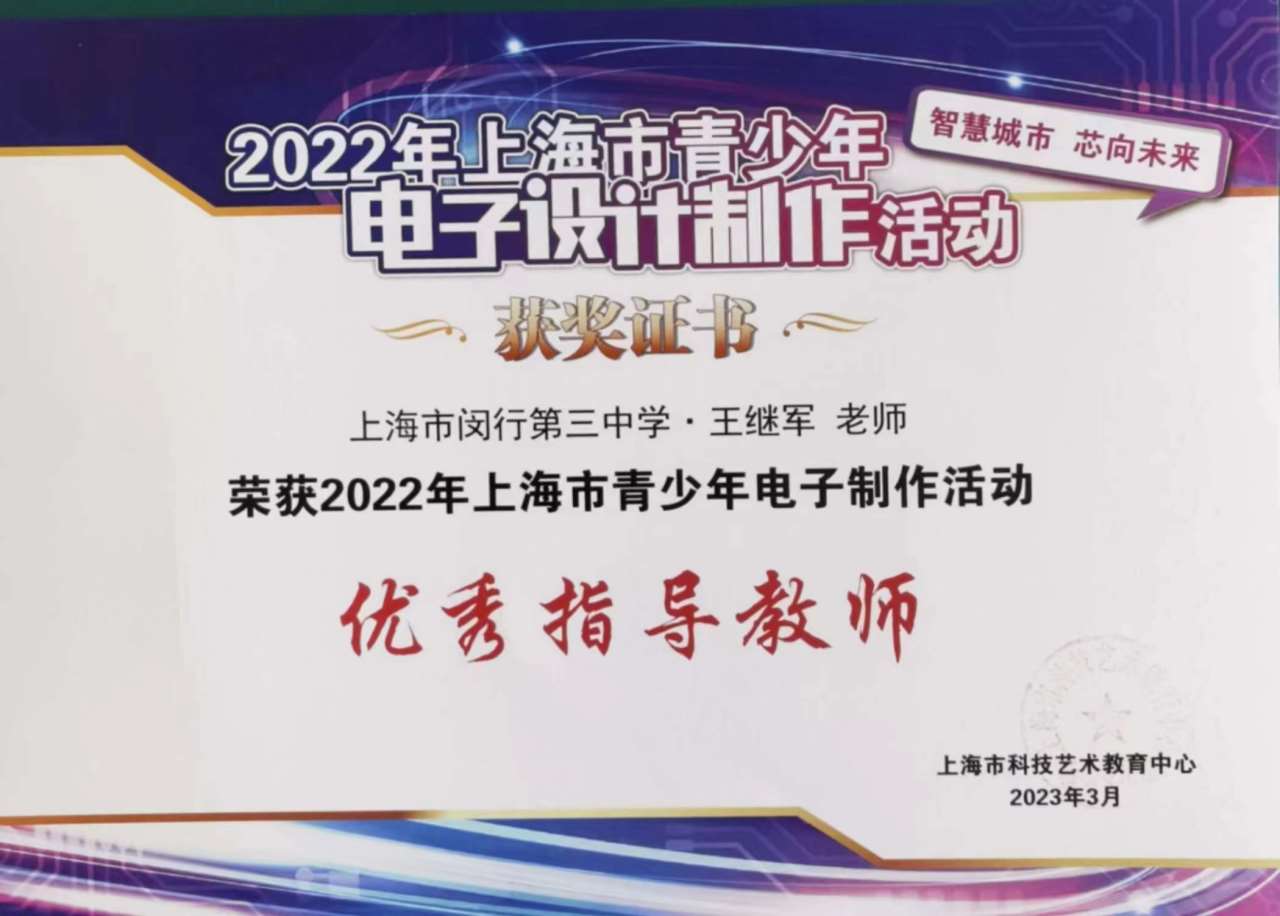 2022年上海市青少年
智慧城市 芯向未来
电子设计制作活动
获奖证书
上海市闵行第三中学·王继军 老师
荣获2022年上海市青少年电子制作活动
优秀指导教师
上海市科技艺术教育中心
2023年3月